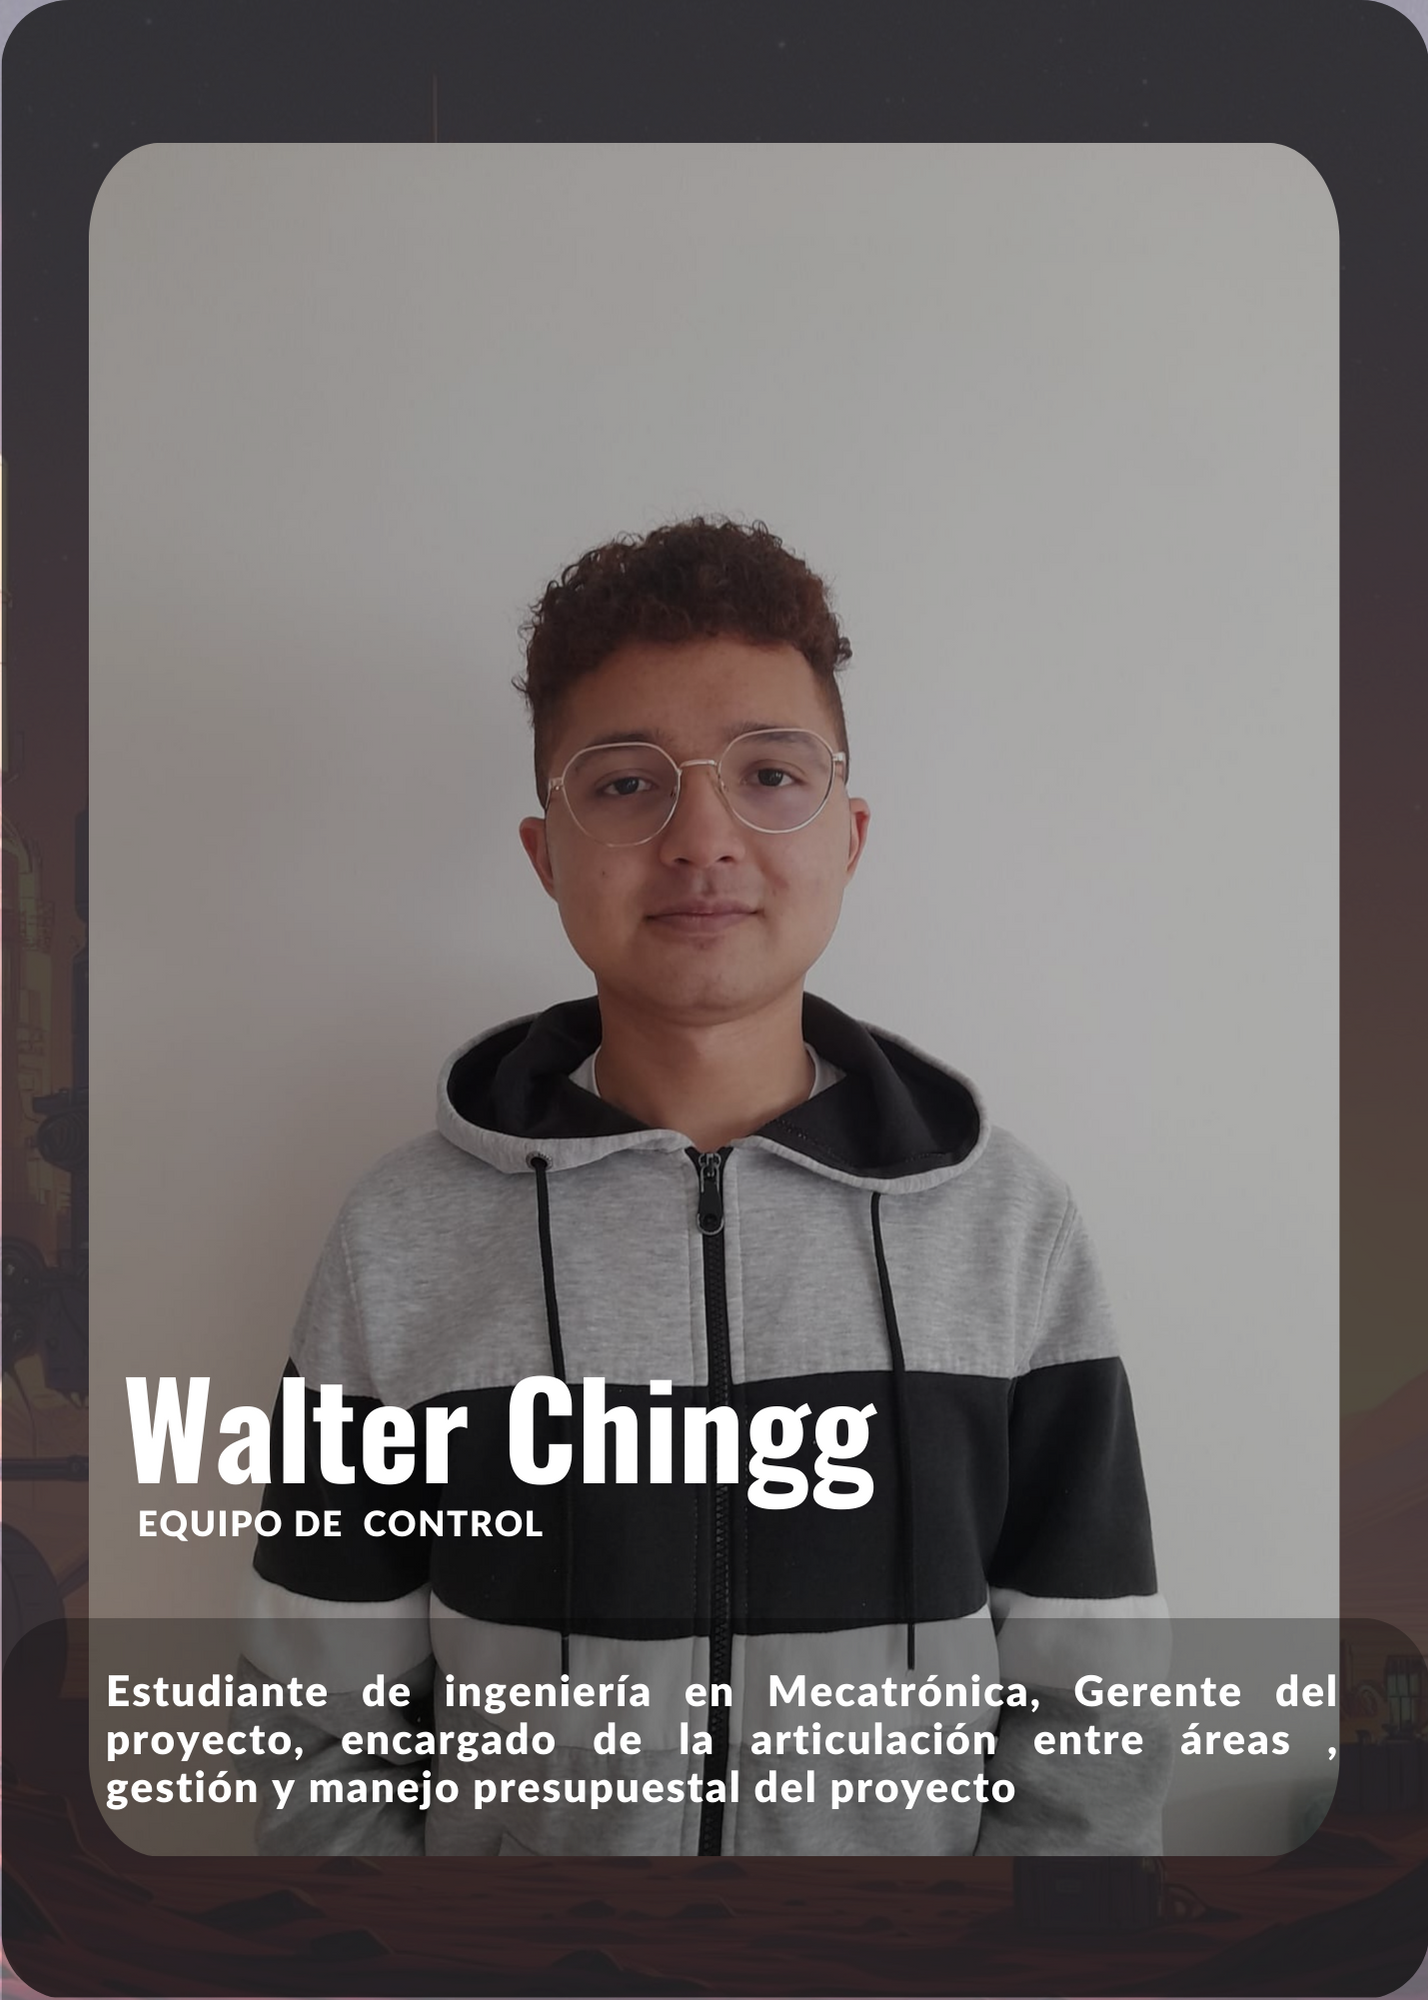 Walter Chingg
EQUIPO DE CONTROL
Estudiante de ingeniería en Mecatrónica, Gerente del
proyecto, encargado de la articulación entre áreas ,
gestión y manejo presupuestal del proyecto